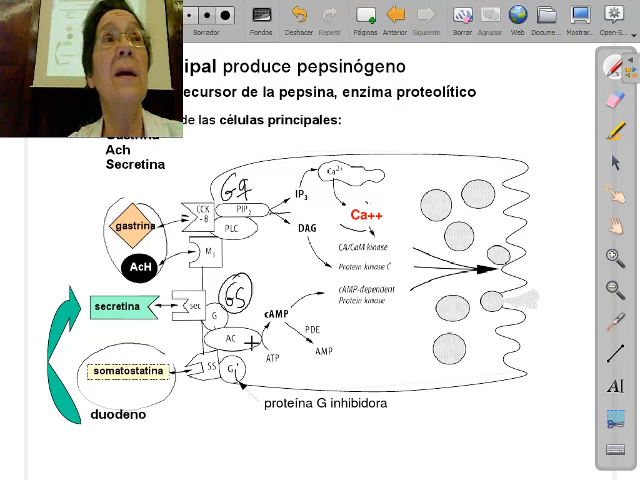 Borrador
Fondos
Deshacer
Repetir
Páginas
Anterior
Siguiente
Borrar
Agrupar
Web
Docume...
Mostrar...
Open-S...
ipal produce pepsinógeno
ecursor de la pepsina, enzima proteolítico
de las células principales:
Gastrina
Ach
Secretina
Gq
CCK
-B
PIP2
PLC
M3
IP3
DAG
Ca2+
Ca++
CA/CaM kinase
Protein kinase C
cAMP-dependent
Protein kinase
gastrina
AcH
secretina
sec
G
GS
AC
cAMP
PDE
ATP
AMP
somatostatina
SS
Gi
duodeno
proteína G inhibidora
A